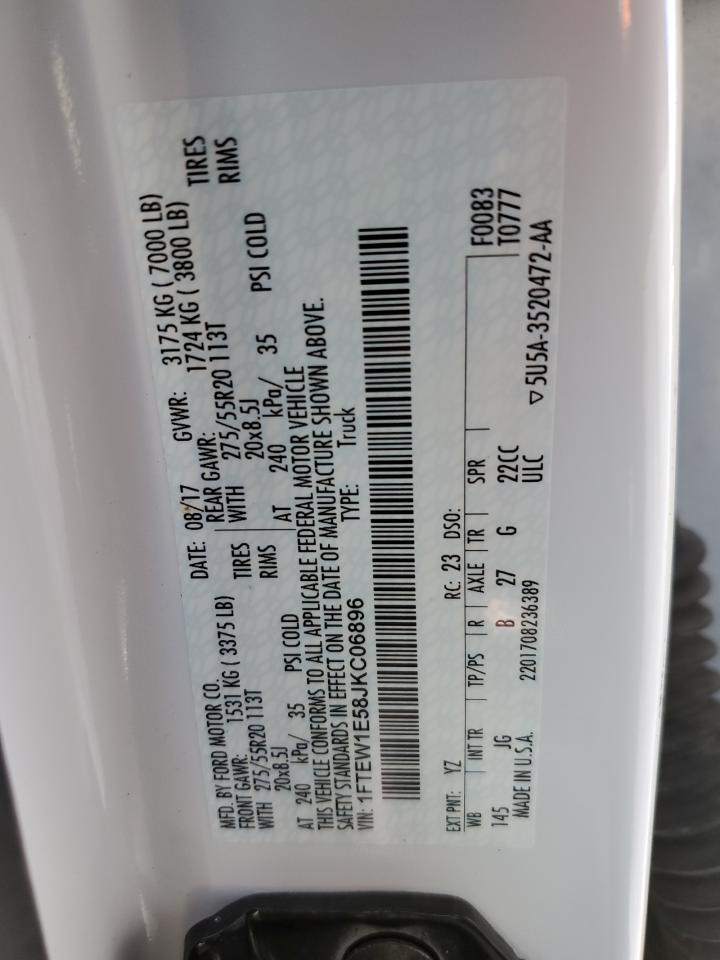 MFD. BY FORD MOTOR CO.
DATE: 08/17 GVWR: 3175 KG ( 7000 LB)
FRONT GAWR: 1531 KG ( 3375 LB)
REAR GAWR: 1724 KG ( 3800 LB)
WITH 275/55R20 113T TIRES
WITH 275/55R20 113T TIRES
20x8.5J RIMS
20x8.5J RIMS
AT 240 kPa/ 35 PSI COLD
AT 240 kPa/ 35 PSI COLD
THIS VEHICLE CONFORMS TO ALL APPLICABLE FEDERAL MOTOR VEHICLE
SAFETY STANDARDS IN EFFECT ON THE DATE OF MANUFACTURE SHOWN ABOVE.
VIN: 1FTEW1E58JKC06896
TYPE: Truck
EXT PNT: YZ RC: 23 DSO:
WB INT TR TP/PS R AXLE TR SPR F0083
145 JG B 27 G 22CC T0777
MADE IN U.S.A. 2201708236389 ULC
▽5U5A-3520472-AA